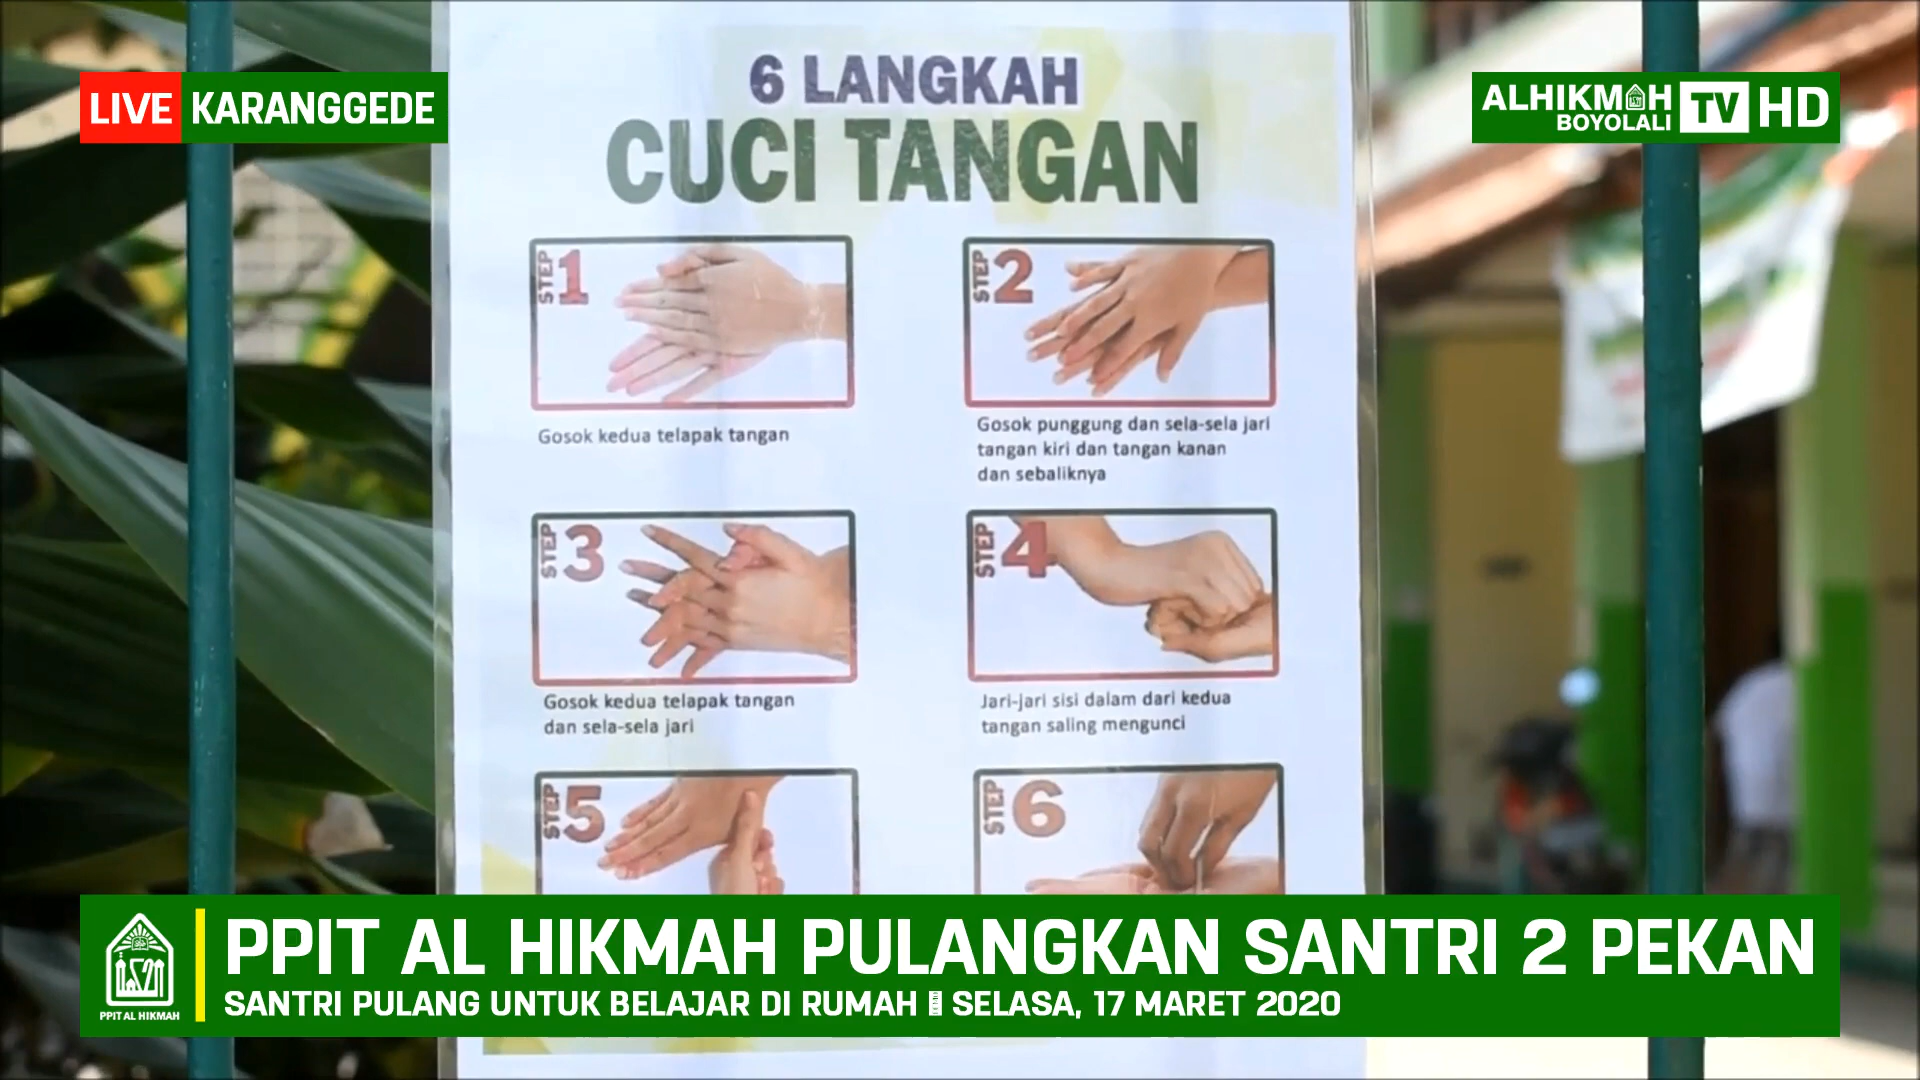 LIVE KARANGGEDE
ALHIKMAH
BOYOLALI
TV HD
6 LANGKAH
CUCI TANGAN
STEP 1
STEP 2
Gosok kedua telapak tangan
Gosok punggung dan sela-sela jari
tangan kiri dan tangan kanan
dan sebaliknya
STEP 3
STEP 4
Gosok kedua telapak tangan
dan sela-sela jari
Jari-jari sisi dalam dari kedua
tangan saling mengunci
STEP 5
STEP 6
PPIT AL HIKMAH PULANGKAN SANTRI 2 PEKAN
SANTRI PULANG UNTUK BELAJAR DI RUMAH SELASA, 17 MARET 2020
PPIT AL HIKMAH